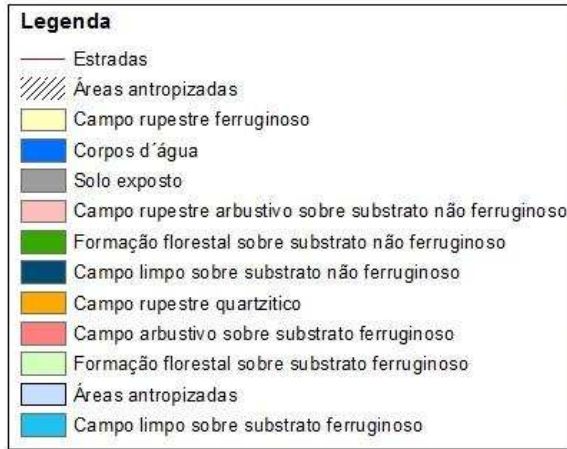 Legenda
Estradas
Áreas antropizadas
Campo rupestre ferruginoso
Corpos d´água
Solo exposto
Campo rupestre arbustivo sobre substrato não ferruginoso
Formação florestal sobre substrato não ferruginoso
Campo limpo sobre substrato não ferruginoso
Campo rupestre quartzitico
Campo arbustivo sobre substrato ferruginoso
Formação florestal sobre substrato ferruginoso
Áreas antropizadas
Campo limpo sobre substrato ferruginoso